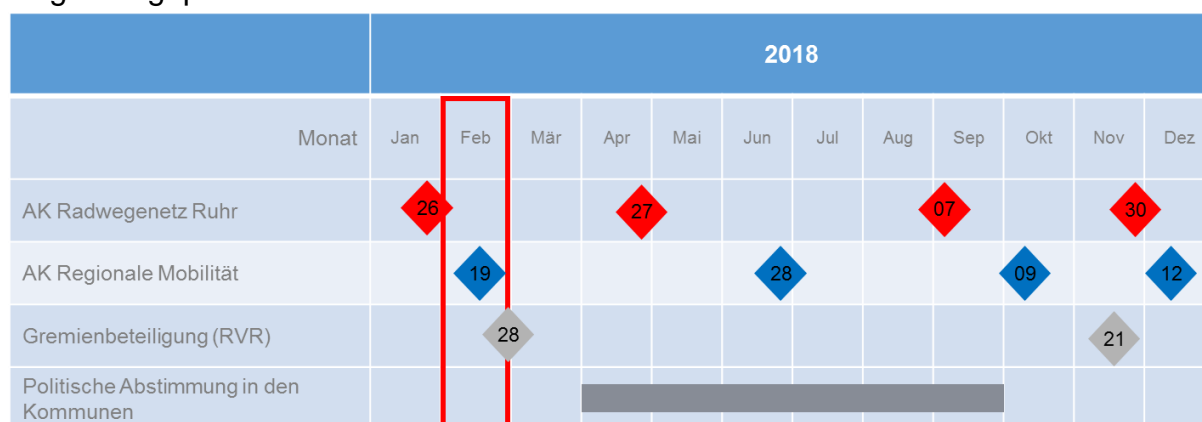 2018
Monat Jan Feb Mär Apr Mai Jun Jul Aug Sep Okt Nov Dez
AK Radwegenetz Ruhr 26 27 07 30
AK Regionale Mobilität 19 28 09 12
Gremienbeteiligung (RVR) 28 21
Politische Abstimmung in den
Kommunen